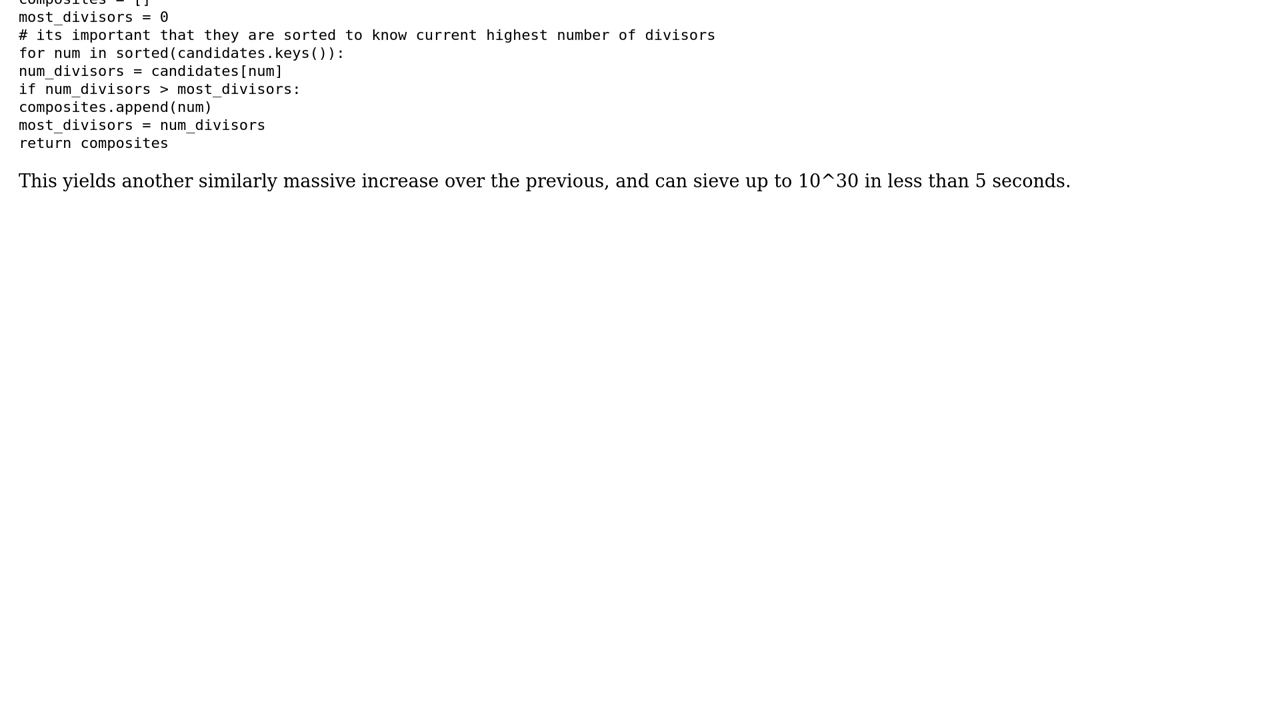 composites = []
most_divisors = 0
# its important that they are sorted to know current highest number of divisors
for num in sorted(candidates.keys()):
num_divisors = candidates[num]
if num_divisors > most_divisors:
composites.append(num)
most_divisors = num_divisors
return composites
This yields another similarly massive increase over the previous, and can sieve up to 10^30 in less than 5 seconds.